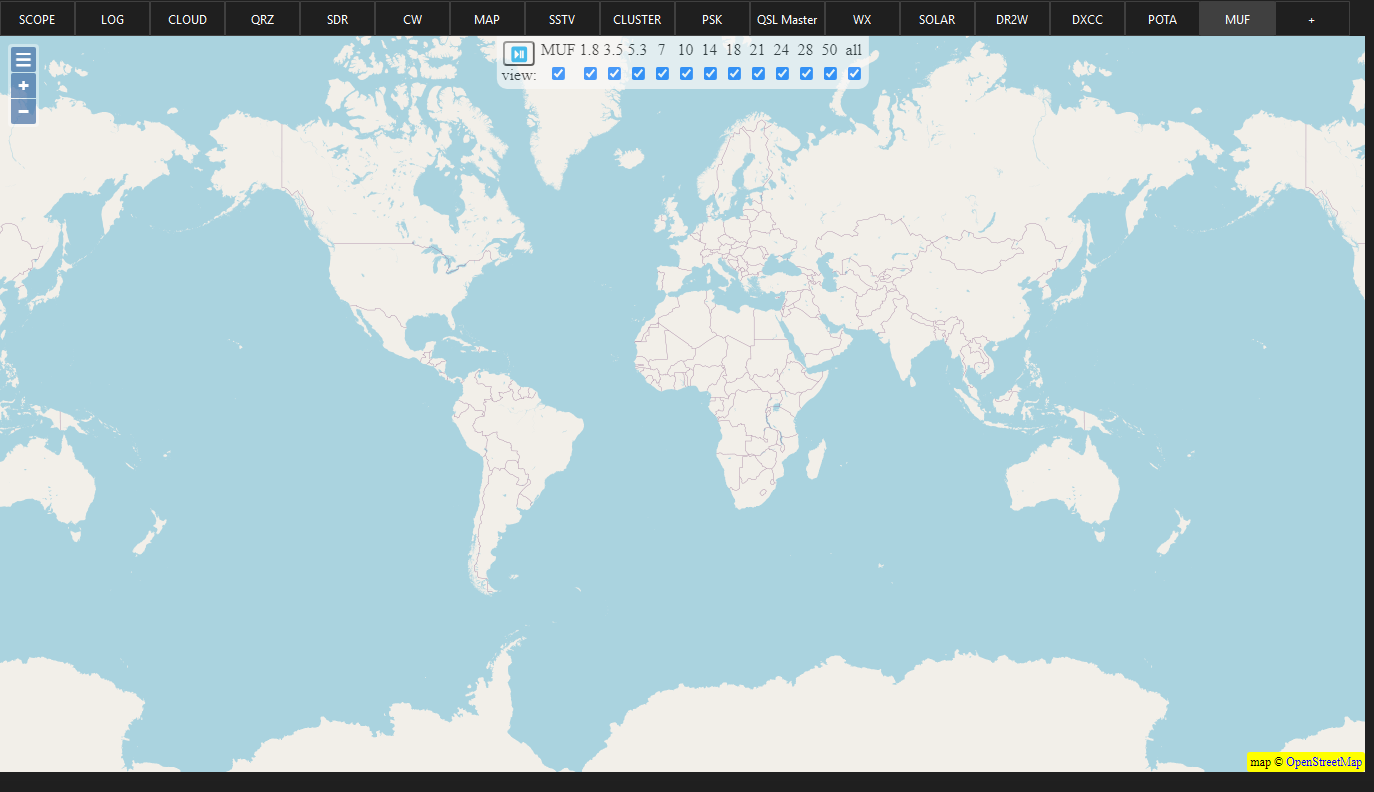 SCOPE LOG CLOUD QRZ SDR CW MAP SSTV CLUSTER PSK QSL Master WX SOLAR DR2W DXCC POTA MUF +
MUF 1.8 3.5 5.3 7 10 14 18 21 24 28 50 all
view:
+
−
map © OpenStreetMap